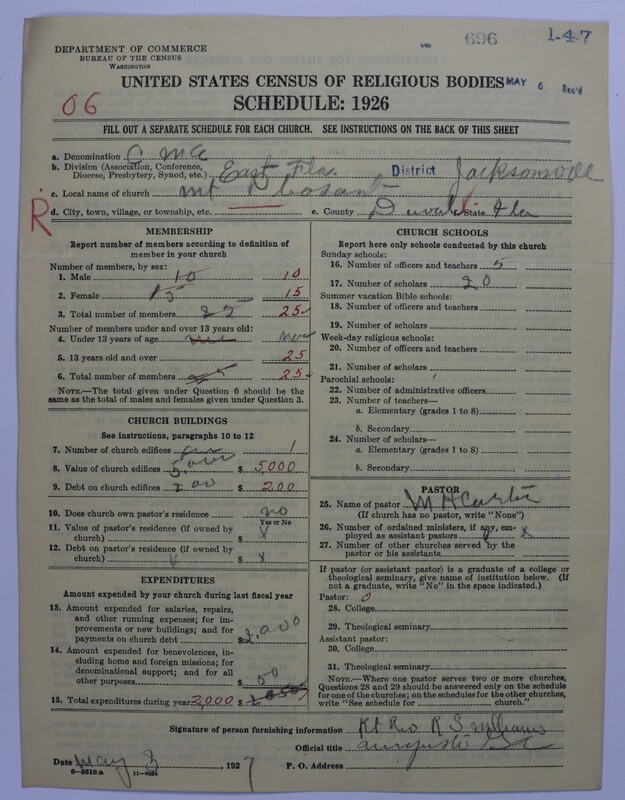 DEPARTMENT OF COMMERCE
BUREAU OF THE CENSUS
WASHINGTON
696
1-47
UNITED STATES CENSUS OF RELIGIOUS BODIES
MAY 6 Rec'd
SCHEDULE: 1926
06
FILL OUT A SEPARATE SCHEDULE FOR EACH CHURCH. SEE INSTRUCTIONS ON THE BACK OF THIS SHEET
a. Denomination C M E
b. Division (Association, Conference, Diocese, Presbytery, Synod, etc.) East Fla. District Jacksonville
c. Local name of church Mt
R
d. City, town, village, or township, etc.
e. County Duval State Fla
MEMBERSHIP
Report number of members according to definition of member in your church
Number of members, by sex:
1. Male 10 10
2. Female 15 15
3. Total number of members 25 25
Number of members under and over 13 years old:
4. Under 13 years of age
5. 13 years old and over 25
6. Total number of members 25 25
NOTE.—The total given under Question 6 should be the same as the total of males and females given under Question 3.
CHURCH BUILDINGS
See instructions, paragraphs 10 to 12
7. Number of church edifices 1
8. Value of church edifices 5,000 $ 5,000
9. Debt on church edifices 200 $ 200
10. Does church own pastor's residence no
Yes or No
11. Value of pastor's residence (if owned by church) $
12. Debt on pastor's residence (if owned by church) $ x
EXPENDITURES
Amount expended by your church during last fiscal year
13. Amount expended for salaries, repairs, and other running expenses; for improvements or new buildings; and for payments on church debt $2,000
14. Amount expended for benevolences, including home and foreign missions; for denominational support; and for all other purposes $ 50
15. Total expenditures during year 2,000 $
CHURCH SCHOOLS
Report here only schools conducted by this church
Sunday schools:
16. Number of officers and teachers 5
17. Number of scholars 20
Summer vacation Bible schools:
18. Number of officers and teachers
19. Number of scholars
Week-day religious schools:
20. Number of officers and teachers
21. Number of scholars
Parochial schools:
22. Number of administrative officers
23. Number of teachers—
a. Elementary (grades 1 to 8)
b. Secondary
24. Number of scholars—
a. Elementary (grades 1 to 8)
b. Secondary
PASTOR
25. Name of pastor M H
(If church has no pastor, write "None")
26. Number of ordained ministers, if any, employed as assistant pastors x
27. Number of other churches served by the pastor or his assistants
If pastor (or assistant pastor) is a graduate of a college or theological seminary, give name of institution below. (If not a graduate, write "No" in the space indicated.)
Pastor: 0
28. College
29. Theological seminary
Assistant pastor:
30. College
31. Theological seminary
NOTE.—Where one pastor serves two or more churches, Questions 28 and 29 should be answered only on the schedule for one of the churches; on the schedules for the other churches, write "See schedule for church."
Signature of person furnishing information Rt Rev R S Williams
Official title
Date May 3, 1927
P. O. Address
8-5518a 11-9084